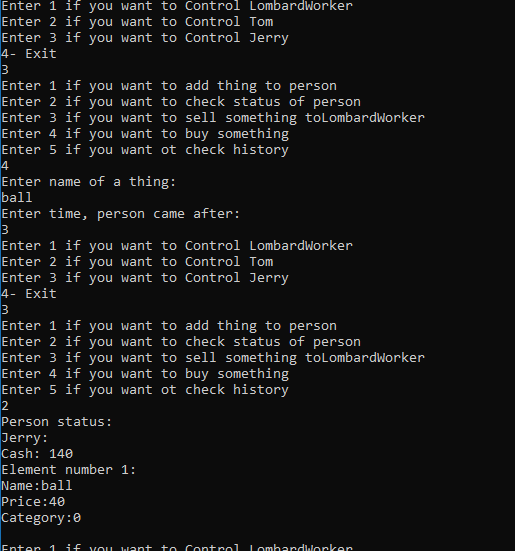 Enter 1 if you want to Control LombardWorker
Enter 2 if you want to Control Tom
Enter 3 if you want to Control Jerry
4- Exit
3
Enter 1 if you want to add thing to person
Enter 2 if you want to check status of person
Enter 3 if you want to sell something toLombardWorker
Enter 4 if you want to buy something
Enter 5 if you want ot check history
4
Enter name of a thing:
ball
Enter time, person came after:
3
Enter 1 if you want to Control LombardWorker
Enter 2 if you want to Control Tom
Enter 3 if you want to Control Jerry
4- Exit
3
Enter 1 if you want to add thing to person
Enter 2 if you want to check status of person
Enter 3 if you want to sell something toLombardWorker
Enter 4 if you want to buy something
Enter 5 if you want ot check history
2
Person status:
Jerry:
Cash: 140
Element number 1:
Name:ball
Price:40
Category:0
Enter 1 if you want to Control LombardWorker